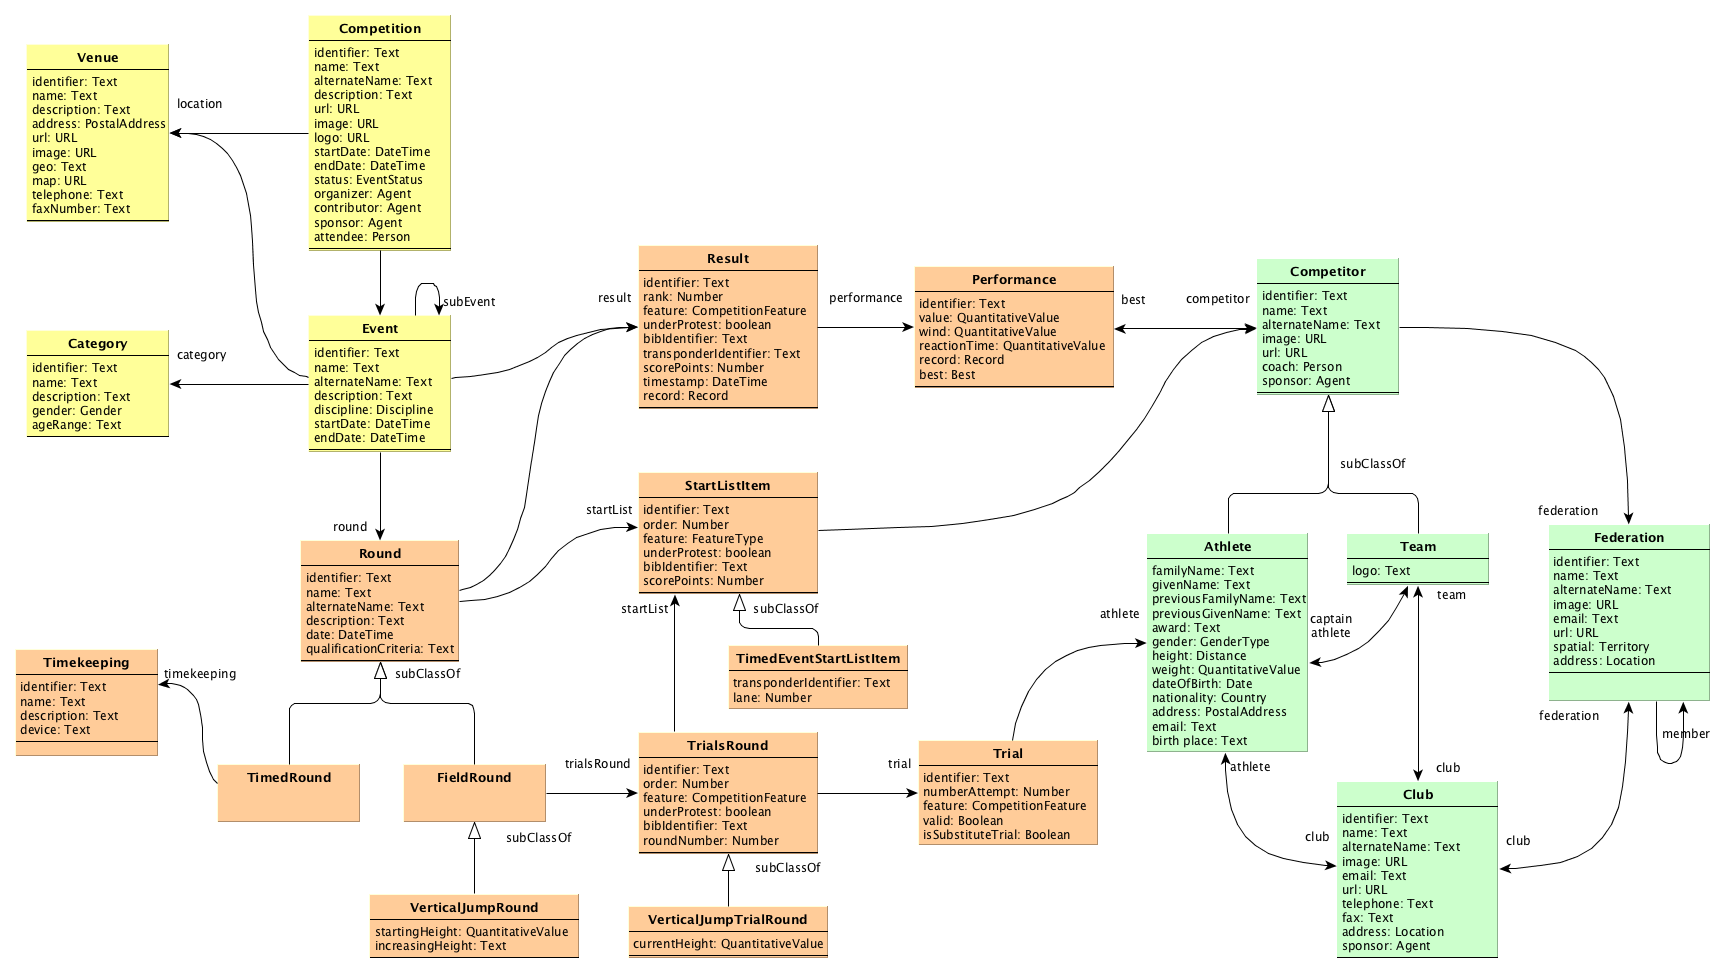 Competition
identifier: Text
name: Text
alternateName: Text
description: Text
url: URL
image: URL
logo: URL
startDate: DateTime
endDate: DateTime
status: EventStatus
organizer: Agent
contributor: Agent
sponsor: Agent
attendee: Person
Venue
identifier: Text
name: Text
description: Text
address: PostalAddress
url: URL
image: URL
geo: Text
map: URL
telephone: Text
faxNumber: Text
location
subEvent
Event
identifier: Text
name: Text
alternateName: Text
description: Text
discipline: Discipline
startDate: DateTime
endDate: DateTime
Category
identifier: Text
name: Text
description: Text
gender: Gender
ageRange: Text
category
result
Result
identifier: Text
rank: Number
feature: CompetitionFeature
underProtest: boolean
bibIdentifier: Text
transponderIdentifier: Text
scorePoints: Number
timestamp: DateTime
record: Record
performance
Performance
identifier: Text
value: QuantitativeValue
wind: QuantitativeValue
reactionTime: QuantitativeValue
record: Record
best: Best
best
competitor
Competitor
identifier: Text
name: Text
alternateName: Text
image: URL
url: URL
coach: Person
sponsor: Agent
subClassOf
round
Round
identifier: Text
name: Text
alternateName: Text
description: Text
date: DateTime
qualificationCriteria: Text
startList
StartListItem
identifier: Text
order: Number
feature: FeatureType
underProtest: boolean
bibIdentifier: Text
scorePoints: Number
startList
subClassOf
TimedEventStartListItem
transponderIdentifier: Text
lane: Number
Athlete
familyName: Text
givenName: Text
previousFamilyName: Text
previousGivenName: Text
award: Text
gender: GenderType
height: Distance
weight: QuantitativeValue
dateOfBirth: Date
nationality: Country
address: PostalAddress
email: Text
birth place: Text
athlete
captain
athlete
Team
logo: Text
team
federation
Federation
identifier: Text
name: Text
alternateName: Text
image: URL
email: Text
url: URL
spatial: Territory
address: Location
federation
member
Timekeeping
identifier: Text
name: Text
description: Text
device: Text
timekeeping
subClassOf
TimedRound
FieldRound
trialsRound
TrialsRound
identifier: Text
order: Number
feature: CompetitionFeature
underProtest: boolean
bibIdentifier: Text
roundNumber: Number
trial
Trial
identifier: Text
numberAttempt: Number
feature: CompetitionFeature
valid: Boolean
isSubstituteTrial: Boolean
athlete
club
club
club
Club
identifier: Text
name: Text
alternateName: Text
image: URL
email: Text
url: URL
telephone: Text
fax: Text
address: Location
sponsor: Agent
subClassOf
VerticalJumpRound
startingHeight: QuantitativeValue
increasingHeight: Text
subClassOf
VerticalJumpTrialRound
currentHeight: QuantitativeValue